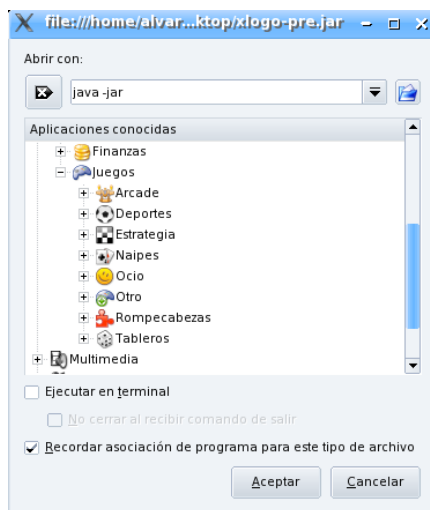 file:///home/alvar...ktop/xlogo-pre.jar
Abrir con:
java -jar
Aplicaciones conocidas
Finanzas
Juegos
Arcade
Deportes
Estrategia
Naipes
Ocio
Otro
Rompecabezas
Tableros
Multimedia
Ejecutar en terminal
No cerrar al recibir comando de salir
Recordar asociación de programa para este tipo de archivo
Aceptar
Cancelar